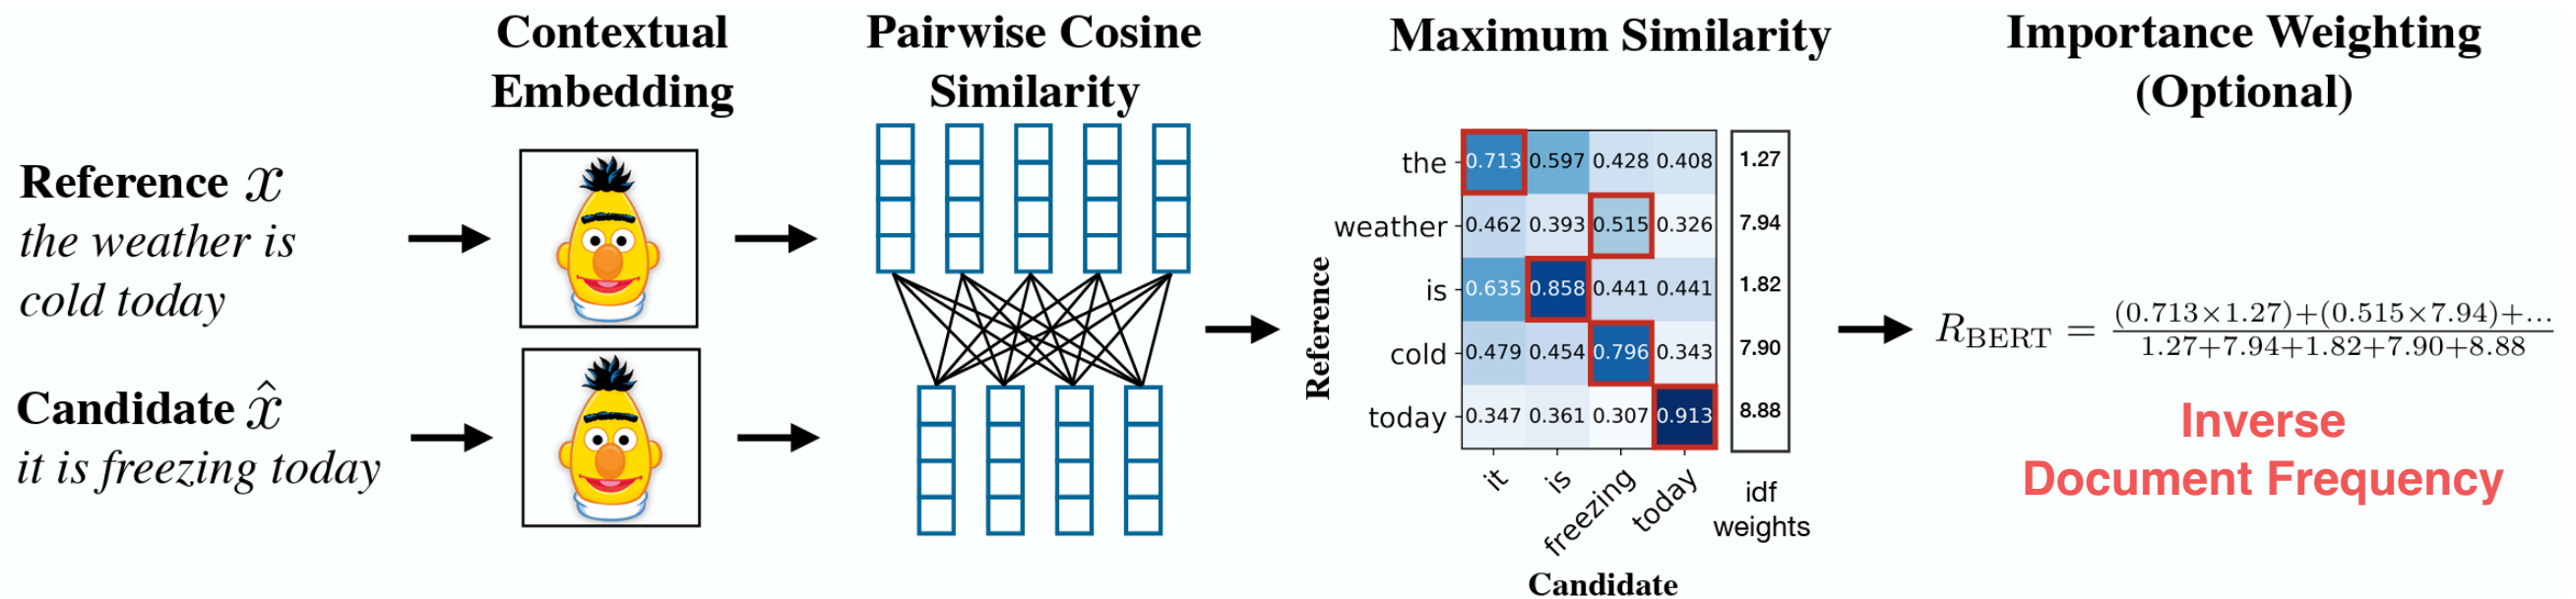 Reference x
the weather is
cold today
Candidate x̂
it is freezing today
Contextual
Embedding
Pairwise Cosine
Similarity
Maximum Similarity
Reference
the 0.713 0.597 0.428 0.408 1.27
weather 0.462 0.393 0.515 0.326 7.94
is 0.635 0.858 0.441 0.441 1.82
cold 0.479 0.454 0.796 0.343 7.90
today 0.347 0.361 0.307 0.913 8.88
it is freezing today
idf
weights
Candidate
Importance Weighting
(Optional)
R_BERT = (0.713×1.27)+(0.515×7.94)+...
1.27+7.94+1.82+7.90+8.88
Inverse
Document Frequency